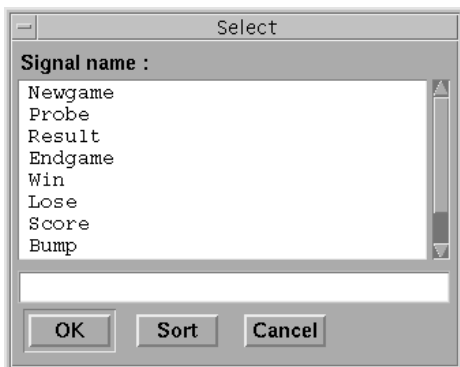 Select
Signal name :
Newgame
Probe
Result
Endgame
Win
Lose
Score
Bump
OK Sort Cancel